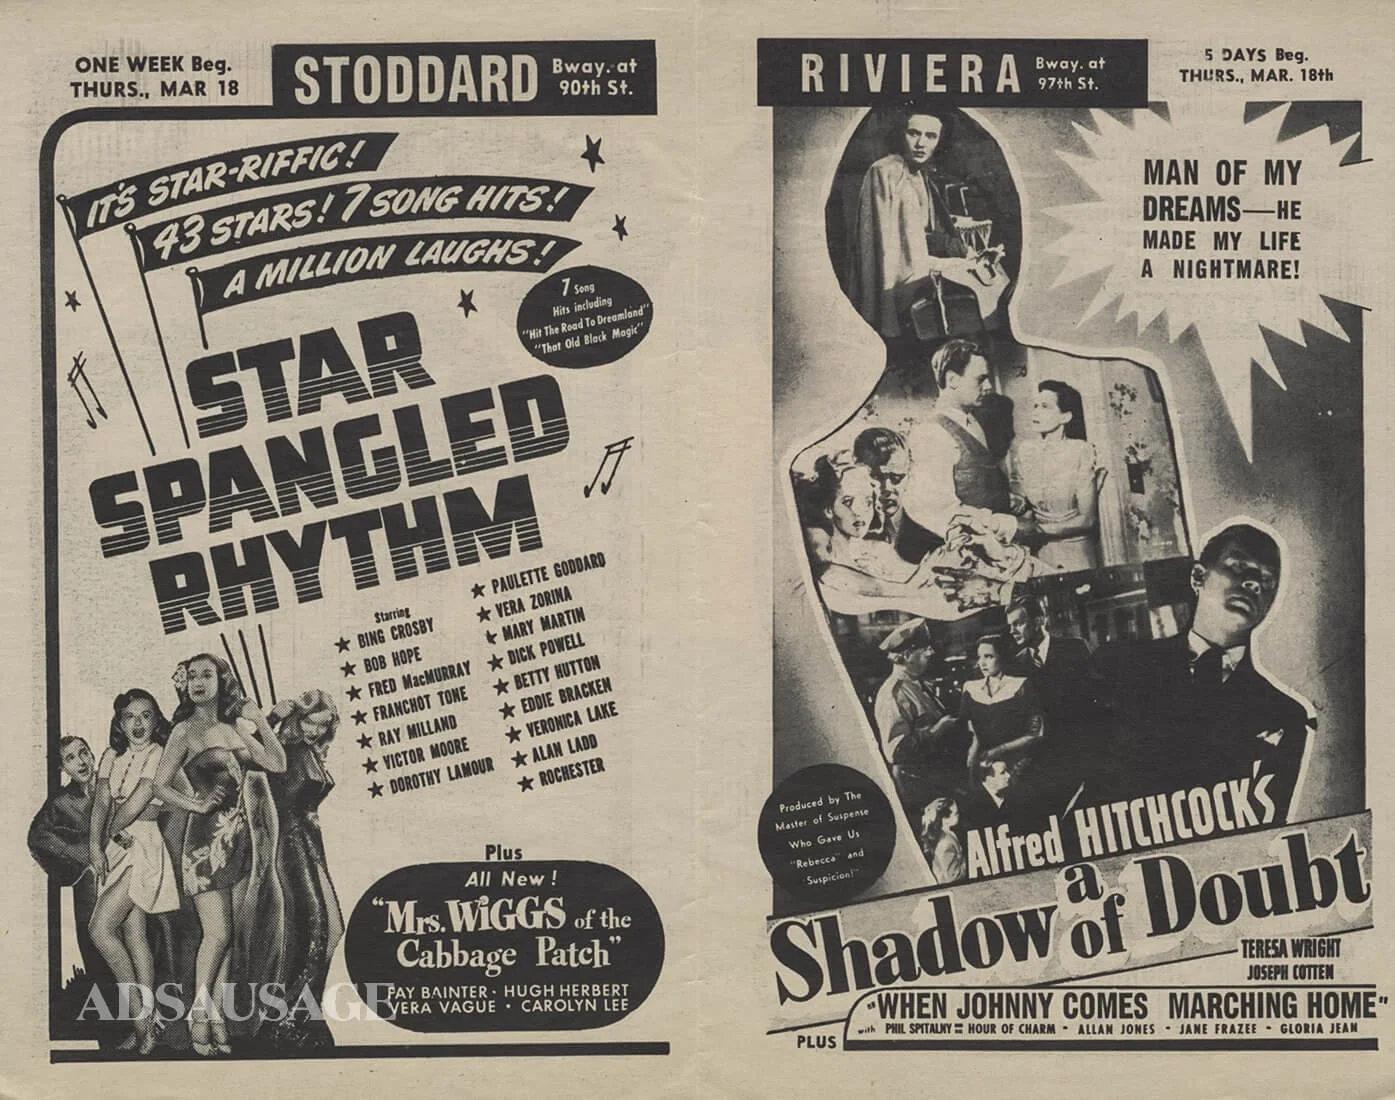 ONE WEEK Beg.
THURS., MAR 18
STODDARD
Bway. at
90th St.
IT'S STAR-RIFFIC!
43 STARS! 7 SONG HITS!
A MILLION LAUGHS!
7 Song
Hits including
"Hit The Road To Dreamland"
"That Old Black Magic"
STAR
SPANGLED
RHYTHM
Starring
★ BING CROSBY
★ BOB HOPE
★ FRED MacMURRAY
★ FRANCHOT TONE
★ RAY MILLAND
★ VICTOR MOORE
★ DOROTHY LAMOUR
★ PAULETTE GODDARD
★ VERA ZORINA
★ MARY MARTIN
★ DICK POWELL
★ BETTY HUTTON
★ EDDIE BRACKEN
★ VERONICA LAKE
★ ALAN LADD
★ ROCHESTER
Plus
All New!
"Mrs. WiGGS of the
Cabbage Patch"
FAY BAINTER · HUGH HERBERT
VERA VAGUE · CAROLYN LEE
ADSAUSAGE
RIVIERA
Bway. at
97th St.
5 DAYS Beg.
THURS., MAR. 18th
MAN OF MY
DREAMS—HE
MADE MY LIFE
A NIGHTMARE!
Produced by The
Master of Suspense
Who Gave Us
"Rebecca" and
Suspicion!"
Alfred HITCHCOCK'S
Shadow of a Doubt
TERESA WRIGHT
JOSEPH COTTEN
PLUS
"WHEN JOHNNY COMES MARCHING HOME"
with PHIL SPITALNY HOUR OF CHARM - ALLAN JONES - JANE FRAZEE - GLORIA JEAN